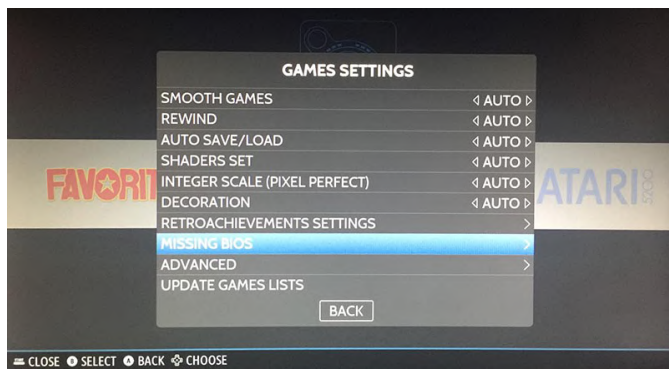 GAMES SETTINGS
SMOOTH GAMES AUTO
REWIND AUTO
AUTO SAVE/LOAD AUTO
SHADERS SET AUTO
INTEGER SCALE (PIXEL PERFECT) AUTO
DECORATION AUTO
FAVORIT
ATARI 5200
RETROACHIEVEMENTS SETTINGS
MISSING BIOS
ADVANCED
UPDATE GAMES LISTS
BACK
CLOSE B SELECT A BACK CHOOSE